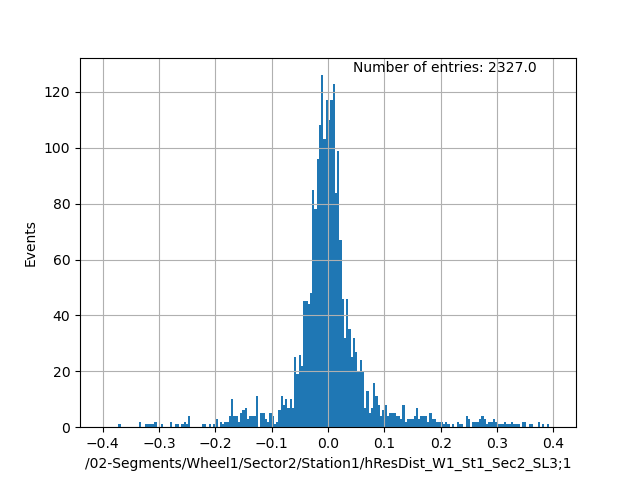 Number of entries: 2327.0
120
100
80
60
40
20
0
Events
−0.4 −0.3 −0.2 −0.1 0.0 0.1 0.2 0.3 0.4
/02-Segments/Wheel1/Sector2/Station1/hResDist_W1_St1_Sec2_SL3;1